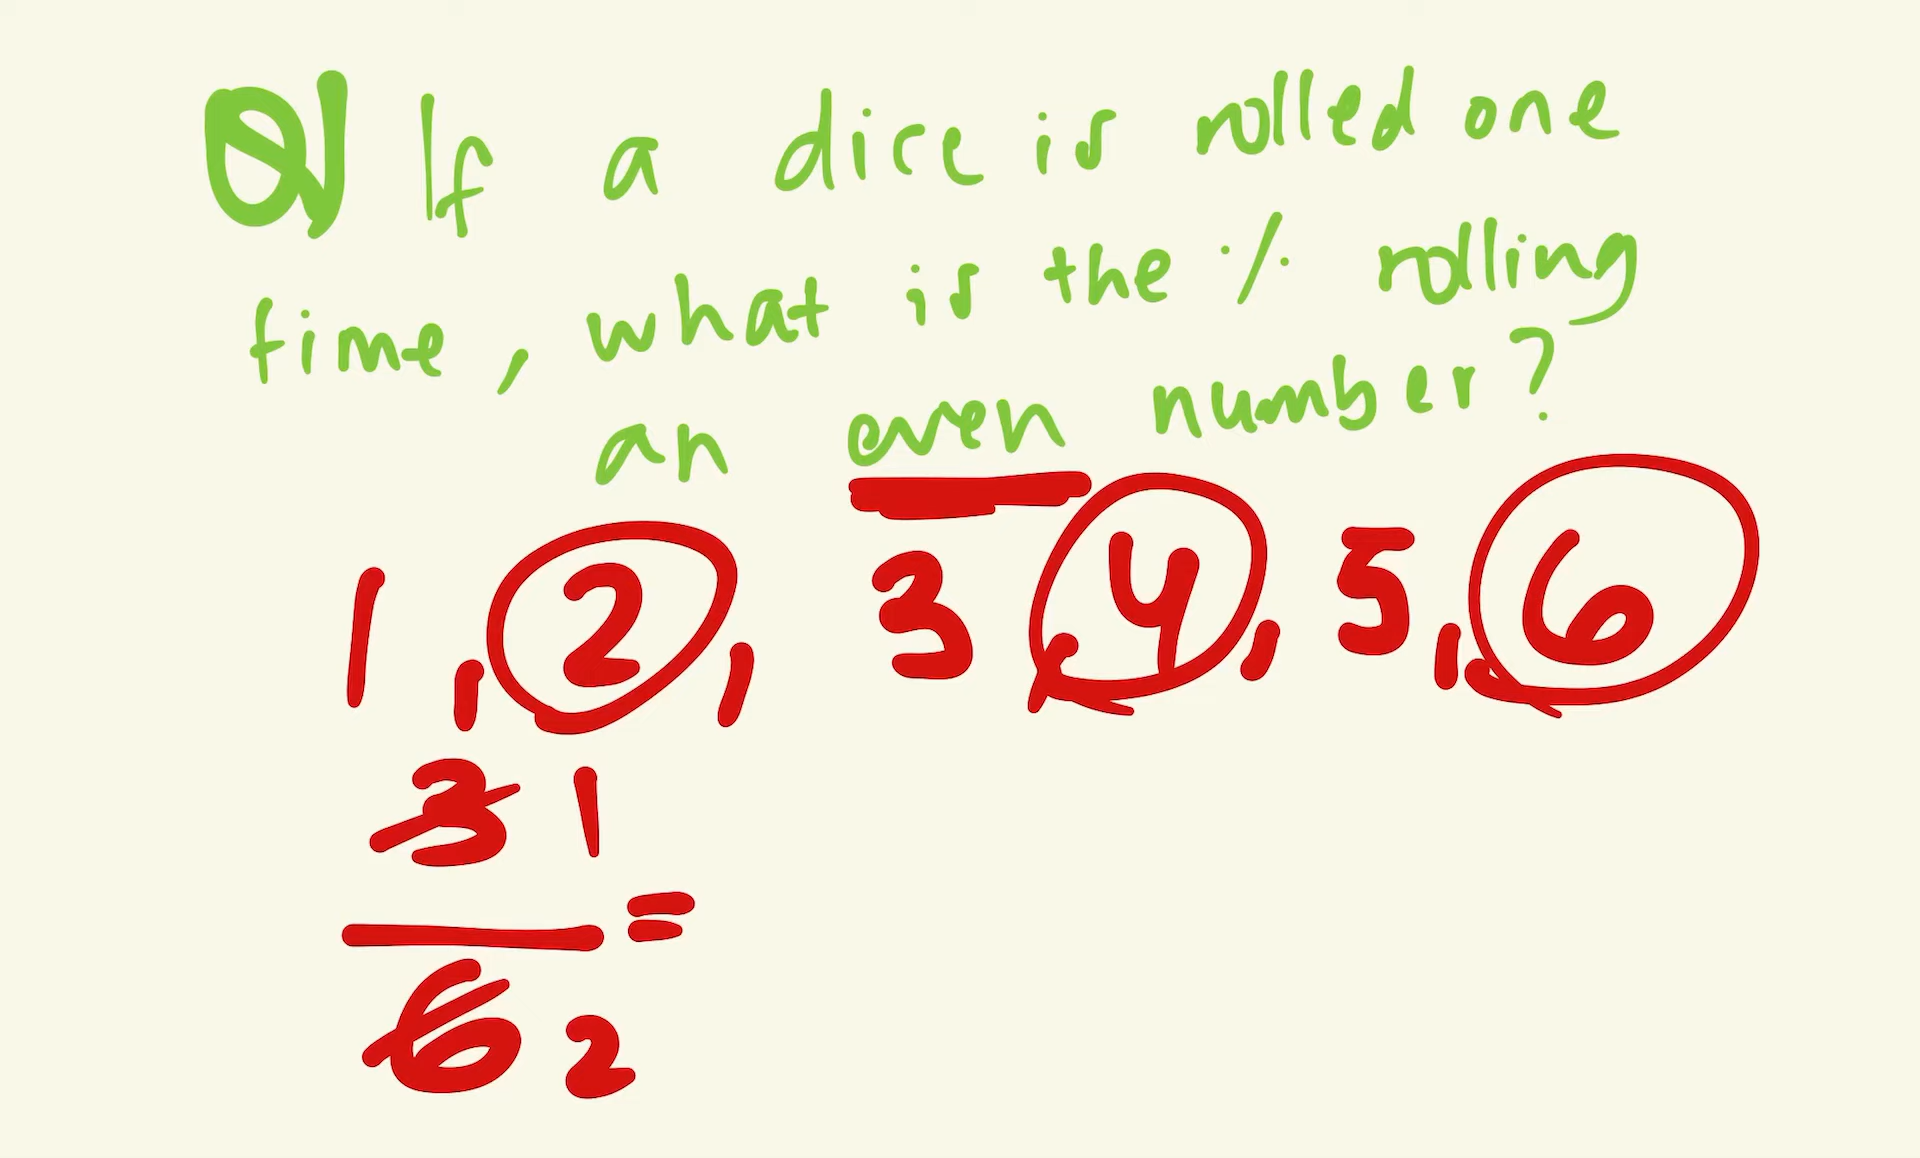 Q) If a dice is rolled one
time, what is the % rolling
an even number?
1, 2, 3, 4, 5, 6
3 1
=
6 2